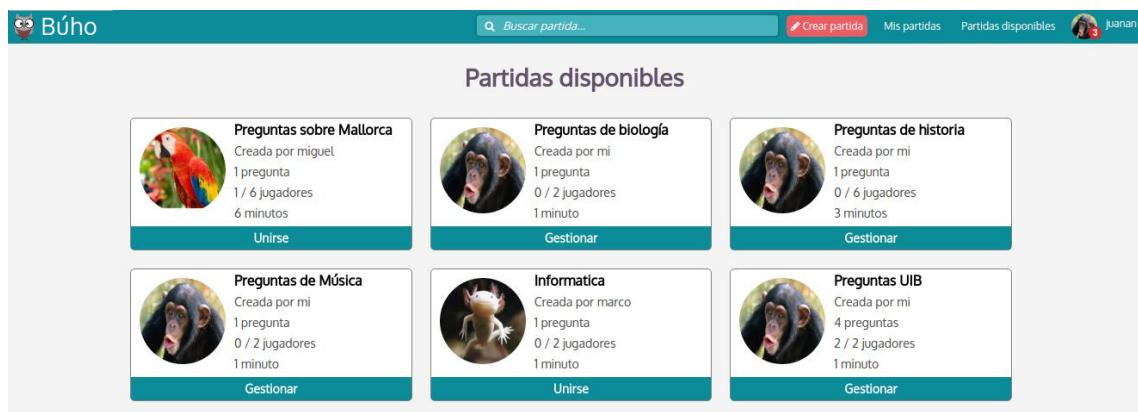 Búho
Buscar partida...
Crear partida
Mis partidas
Partidas disponibles
3
juanan
Partidas disponibles
Preguntas sobre Mallorca
Creada por miguel
1 pregunta
1 / 6 jugadores
6 minutos
Unirse
Preguntas de biología
Creada por mi
1 pregunta
0 / 2 jugadores
1 minuto
Gestionar
Preguntas de historia
Creada por mi
1 pregunta
0 / 6 jugadores
3 minutos
Gestionar
Preguntas de Música
Creada por mi
1 pregunta
0 / 2 jugadores
1 minuto
Gestionar
Informatica
Creada por marco
1 pregunta
0 / 2 jugadores
1 minuto
Unirse
Preguntas UIB
Creada por mi
4 preguntas
2 / 2 jugadores
1 minuto
Gestionar